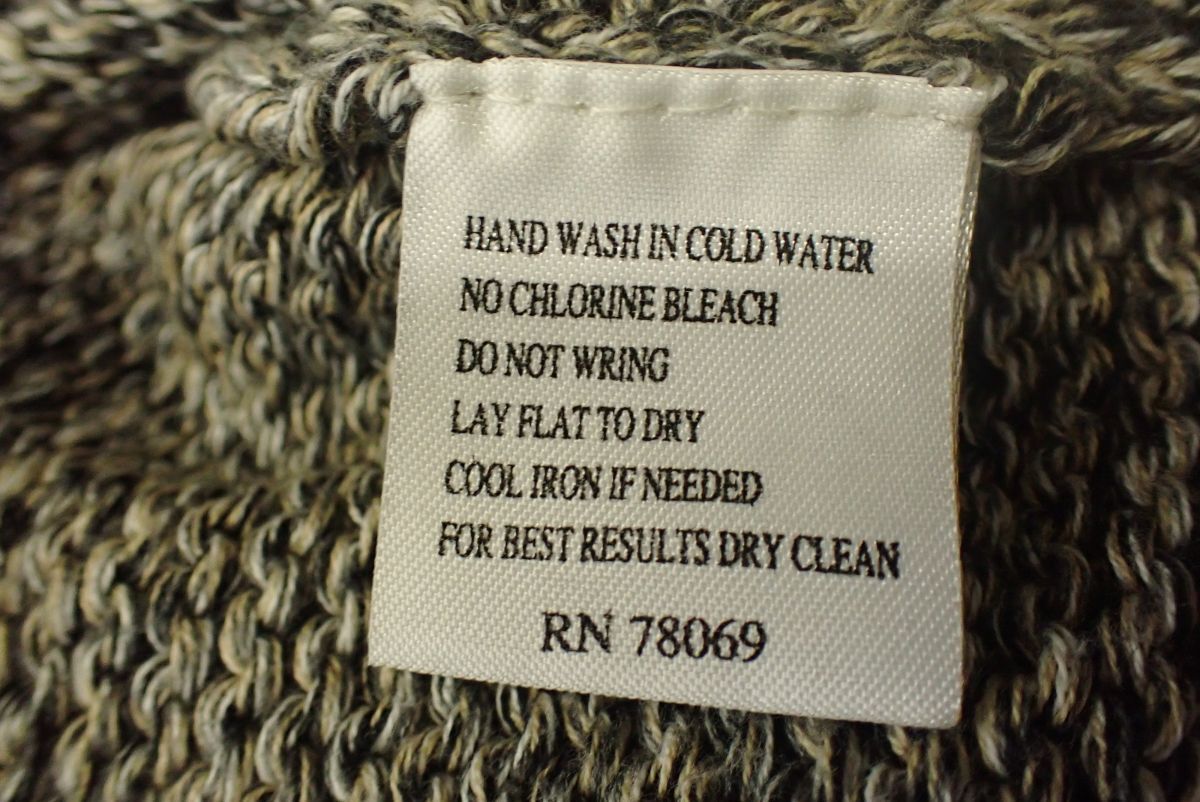 HAND WASH IN COLD WATER
NO CHLORINE BLEACH
DO NOT WRING
LAY FLAT TO DRY
COOL IRON IF NEEDED
FOR BEST RESULTS DRY CLEAN
RN 78069